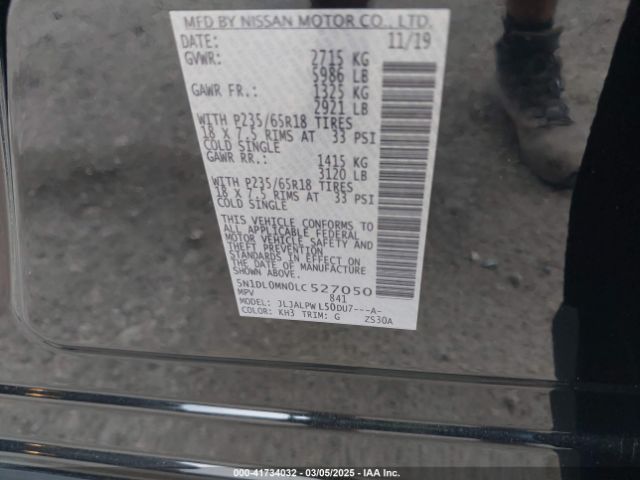 MFD BY NISSAN MOTOR CO., LTD.
DATE: 11/19
GVWR: 2715 KG
5986 LB
GAWR FR.: 1325 KG
2921 LB
WITH P235/65R18 TIRES
18 X 7.5 RIMS AT 33 PSI
COLD SINGLE
GAWR RR.: 1415 KG
3120 LB
WITH P235/65R18 TIRES
18 X 7.5 RIMS AT 33 PSI
COLD SINGLE
THIS VEHICLE CONFORMS TO
ALL APPLICABLE FEDERAL
MOTOR VEHICLE SAFETY AND
THEFT PREVENTION
STANDARDS IN EFFECT ON
THE DATE OF MANUFACTURE
SHOWN ABOVE.
5N1DL0MN0LC527050
MPV 841
MODEL: JLJALPWL50DU7---A-
COLOR: KH3 TRIM: G ZS30A
000-41734032 — 03/05/2025 — IAA Inc.